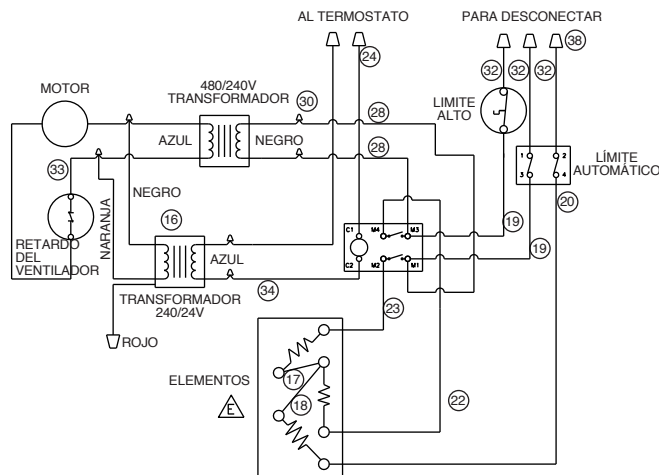 AL TERMOSTATO
PARA DESCONECTAR
24
38
32
32
32
480/240V
TRANSFORMADOR
30
MOTOR
28
LIMITE
ALTO
AZUL
NEGRO
LÍMITE
AUTOMÁTICO
1
2
3
4
33
28
NEGRO
NARANJA
16
20
RETARDO
DEL
VENTILADOR
AZUL
C1
M4
M3
19
19
C2
M2
M1
34
TRANSFORMADOR
240/24V
23
ROJO
ELEMENTOS
17
18
22
E